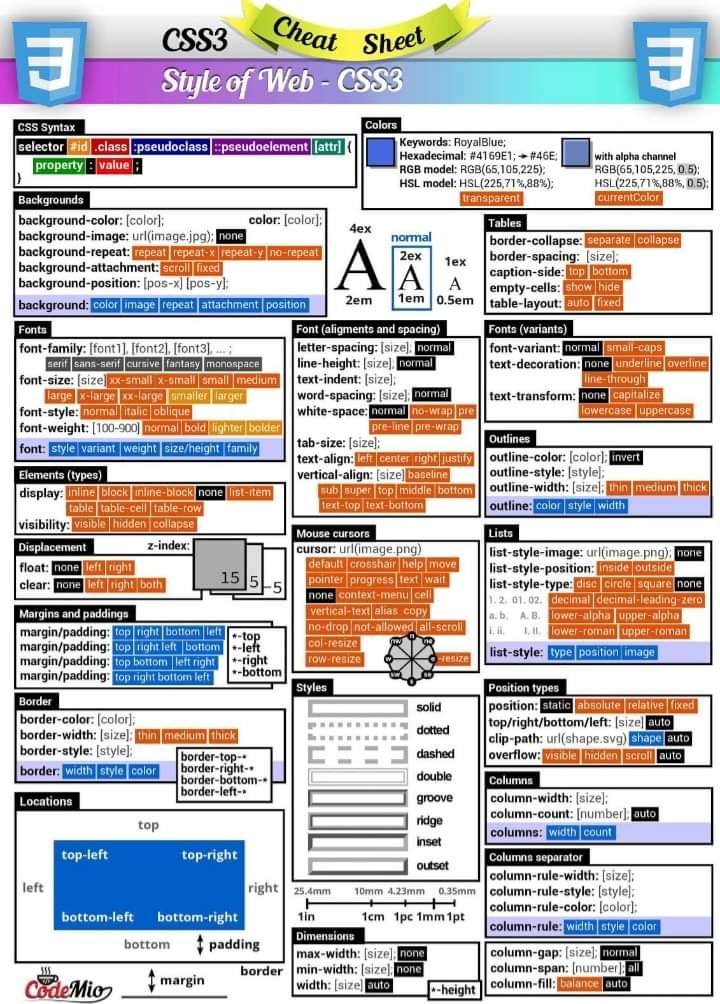 CSS3 Cheat Sheet
Style of Web - CSS3
3
3
CSS Syntax
selector #id .class :pseudoclass ::pseudoelement [attr] {
property : value ;
}
Colors
Keywords: RoyalBlue;
Hexadecimal: #4169E1; → #46E;
RGB model: RGB(65,105,225);
HSL model: HSL(225,71%,88%);
transparent
with alpha channel
RGB(65,105,225, 0.5);
HSL(225,71%,88%, 0.5);
currentColor
Backgrounds
background-color: [color]; color: [color];
background-image: url(image.jpg); none
background-repeat: repeat repeat-x repeat-y no-repeat
background-attachment: scroll fixed
background-position: [pos-x] [pos-y];
background: color image repeat attachment position
4ex
A
2em
normal
2ex
A
1em
1ex
A
0.5em
Tables
border-collapse: separate collapse
border-spacing: [size];
caption-side: top bottom
empty-cells: show hide
table-layout: auto fixed
Fonts
font-family: [font1], [font2], [font3], ... ;
serif sans-serif cursive fantasy monospace
font-size: [size] xx-small x-small small medium
large x-large xx-large smaller larger
font-style: normal italic oblique
font-weight: [100-900] normal bold lighter bolder
font: style variant weight size/height family
Font (aligments and spacing)
letter-spacing: [size]; normal
line-height: [size]; normal
text-indent: [size];
word-spacing: [size]; normal
white-space: normal no-wrap pre
pre-line pre-wrap
tab-size: [size];
text-align: left center right justify
vertical-align: [size] baseline
sub super top middle bottom
text-top text-bottom
Fonts (variants)
font-variant: normal small-caps
text-decoration: none underline overline
line-through
text-transform: none capitalize
lowercase uppercase
Outlines
outline-color: [color]; invert
outline-style: [style];
outline-width: [size]; thin medium thick
outline: color style width
Elements (types)
display: inline block inline-block none list-item
table table-cell table-row
visibility: visible hidden collapse
Displacement
z-index:
float: none left right
clear: none left right both
15 5 -5
Mouse cursors
cursor: url(image.png)
default crosshair help move
pointer progress text wait
none context-menu cell
vertical-text alias copy
no-drop not-allowed all-scroll
col-resize
row-resize
n ne e se s sw w nw
-resize
Lists
list-style-image: url(image.png); none
list-style-position: inside outside
list-style-type: disc circle square none
1. 2. 01. 02. decimal decimal-leading-zero
a. b. A. B. lower-alpha upper-alpha
i. ii. I. II. lower-roman upper-roman
list-style: type position image
Margins and paddings
margin/padding: top right bottom left
margin/padding: top right left bottom
margin/padding: top bottom left right
margin/padding: top right bottom left
*-top
*-left
*-right
*-bottom
Border
border-color: [color];
border-width: [size]; thin medium thick
border-style: [style];
border: width style color
border-top-*
border-right-*
border-bottom-*
border-left-*
Styles
solid
dotted
dashed
double
groove
ridge
inset
outset
Position types
position: static absolute relative fixed
top/right/bottom/left: [size] auto
clip-path: url(shape.svg) shape auto
overflow: visible hidden scroll auto
Columns
column-width: [size];
column-count: [number]; auto
columns: width count
Locations
top
top-left top-right
left right
bottom-left bottom-right
bottom
padding
margin
border
25.4mm 10mm 4.23mm 0.35mm
1in 1cm 1pc 1mm 1pt
Columns separator
column-rule-width: [size];
column-rule-style: [style];
column-rule-color: [color];
column-rule: width style color
Dimensions
max-width: [size]; none
min-width: [size]; none
width: [size] auto
*-height
column-gap: [size]; normal
column-span: [number]; all
column-fill: balance auto
CodeMio